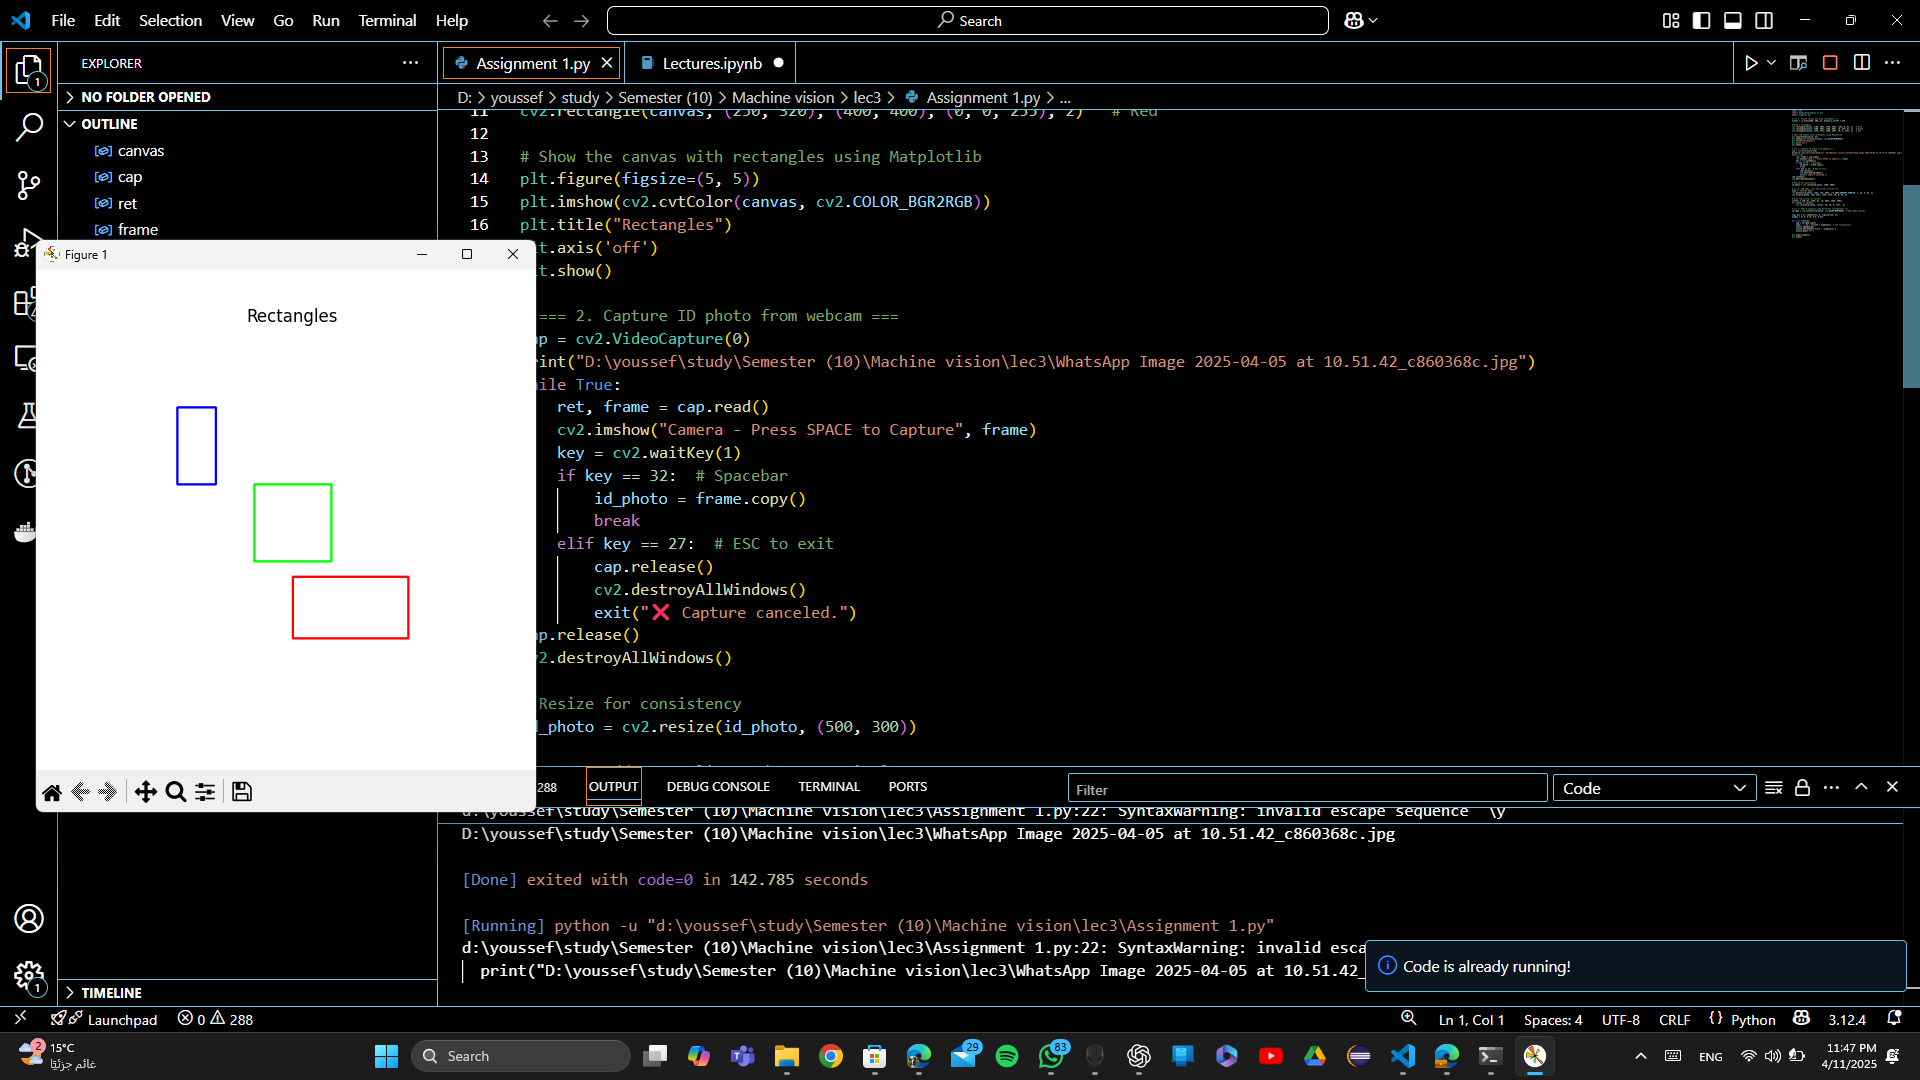 File Edit Selection View Go Run Terminal Help
Search
EXPLORER
NO FOLDER OPENED
OUTLINE
canvas
cap
ret
frame
TIMELINE
Assignment 1.py
Lectures.ipynb
D: > youssef > study > Semester (10) > Machine vision > lec3 > Assignment 1.py > ...
11 cv2.rectangle(canvas, (250, 320), (400, 400), (0, 0, 255), 2) # Red
12
13 # Show the canvas with rectangles using Matplotlib
14 plt.figure(figsize=(5, 5))
15 plt.imshow(cv2.cvtColor(canvas, cv2.COLOR_BGR2RGB))
16 plt.title("Rectangles")
t.axis('off')
t.show()
=== 2. Capture ID photo from webcam ===
p = cv2.VideoCapture(0)
int("D:\youssef\study\Semester (10)\Machine vision\lec3\WhatsApp Image 2025-04-05 at 10.51.42_c860368c.jpg")
ile True:
ret, frame = cap.read()
cv2.imshow("Camera - Press SPACE to Capture", frame)
key = cv2.waitKey(1)
if key == 32: # Spacebar
id_photo = frame.copy()
break
elif key == 27: # ESC to exit
cap.release()
cv2.destroyAllWindows()
exit("❌ Capture canceled.")
p.release()
2.destroyAllWindows()
Resize for consistency
_photo = cv2.resize(id_photo, (500, 300))
Figure 1
Rectangles
288
OUTPUT
DEBUG CONSOLE
TERMINAL
PORTS
Filter
Code
d:\youssef\study\Semester (10)\Machine vision\lec3\Assignment 1.py:22: SyntaxWarning: invalid escape sequence '\y
D:\youssef\study\Semester (10)\Machine vision\lec3\WhatsApp Image 2025-04-05 at 10.51.42_c860368c.jpg
[Done] exited with code=0 in 142.785 seconds
[Running] python -u "d:\youssef\study\Semester (10)\Machine vision\lec3\Assignment 1.py"
d:\youssef\study\Semester (10)\Machine vision\lec3\Assignment 1.py:22: SyntaxWarning: invalid esca
print("D:\youssef\study\Semester (10)\Machine vision\lec3\WhatsApp Image 2025-04-05 at 10.51.42_
Code is already running!
1
1
Launchpad
0 288
Ln 1, Col 1
Spaces: 4
UTF-8
CRLF
{} Python
3.12.4
2
15°C
غائم جزئيًا
Search
29
83
ENG
11:47 PM
4/11/2025